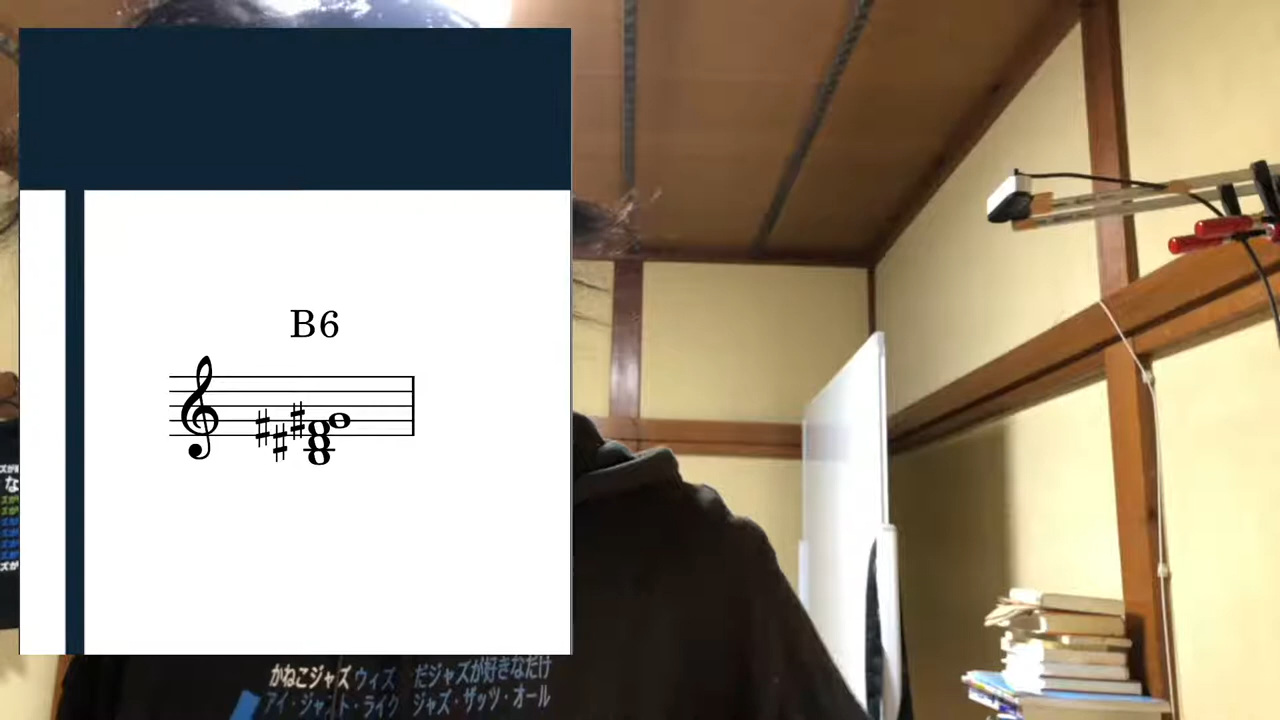 B6
かねこジャズ ウィズ だジャズが好きなだけ
アイ・ジャスト・ライク ジャズ・ザッツ・オール